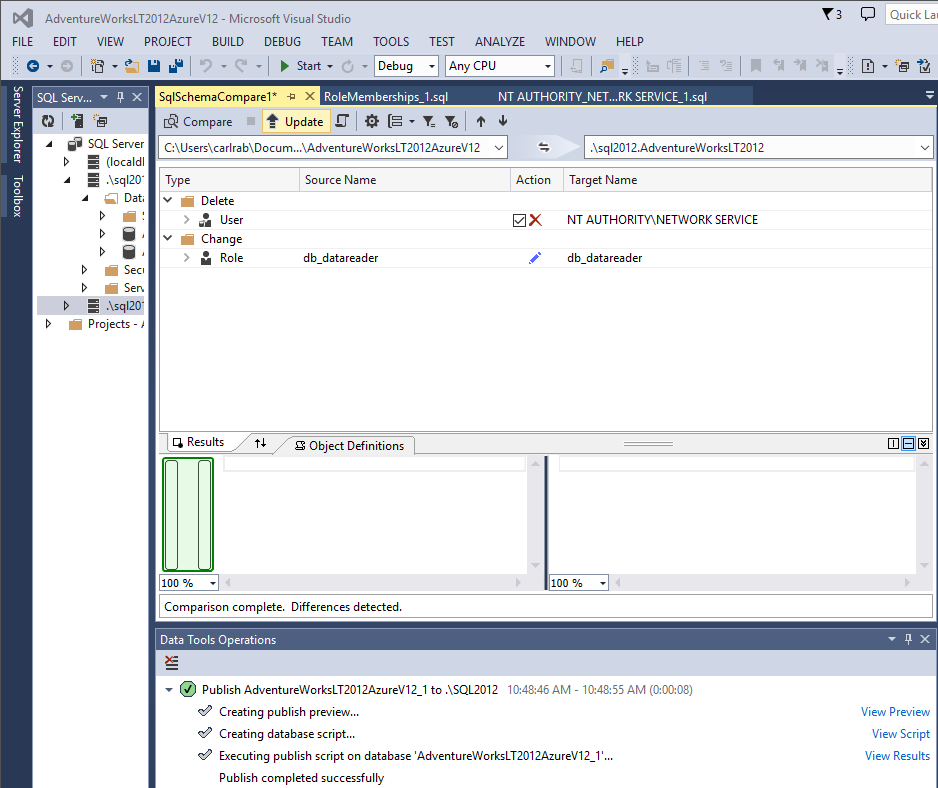 AdventureWorksLT2012AzureV12 - Microsoft Visual Studio
3
Quick Lau
FILE EDIT VIEW PROJECT BUILD DEBUG TEAM TOOLS TEST ANALYZE WINDOW HELP
Start Debug Any CPU
Server Explorer
Toolbox
SQL Serv...
SqlSchemaCompare1* RoleMemberships_1.sql NT AUTHORITY_NET...RK SERVICE_1.sql
Compare Update
C:\Users\carlrab\Docum...\AdventureWorksLT2012AzureV12
.\sql2012.AdventureWorksLT2012
SQL Server
(locald
.\sql201
Data
Secu
Serv
.\sql201
Projects - A
Type Source Name Action Target Name
Delete
User NT AUTHORITY\NETWORK SERVICE
Change
Role db_datareader db_datareader
Results Object Definitions
100 % 100 %
Comparison complete. Differences detected.
Data Tools Operations
Publish AdventureWorksLT2012AzureV12_1 to .\SQL2012 10:48:46 AM - 10:48:55 AM (0:00:08)
Creating publish preview... View Preview
Creating database script... View Script
Executing publish script on database 'AdventureWorksLT2012AzureV12_1'... View Results
Publish completed successfully